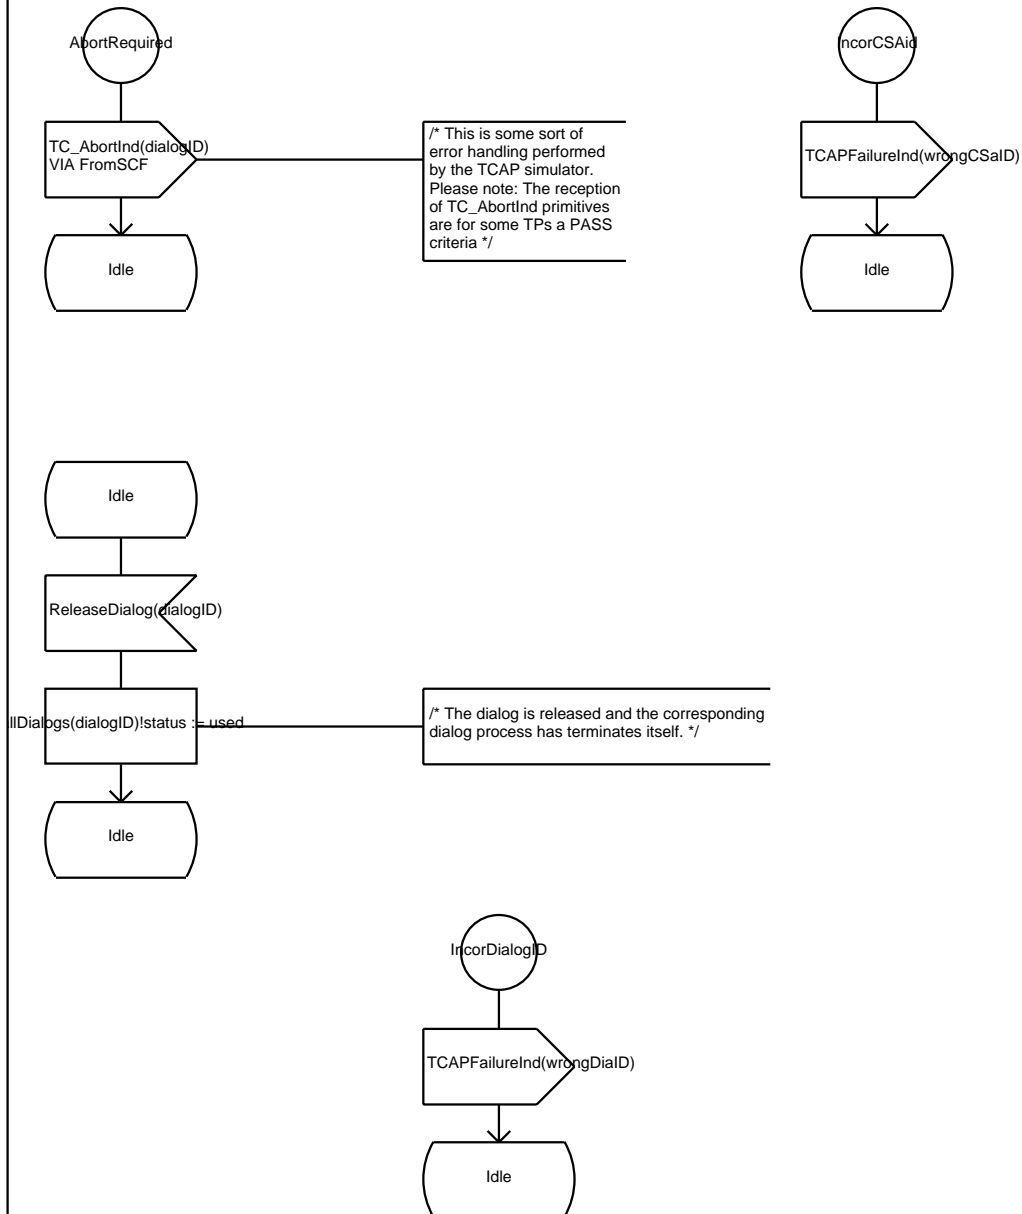 AbortRequired
IncorCSAid
TC_AbortInd(dialogID)
VIA FromSCF
/* This is some sort of
error handling performed
by the TCAP simulator.
Please note: The reception
of TC_AbortInd primitives
are for some TPs a PASS
criteria */
TCAPFailureInd(wrongCSaID)
Idle
Idle
Idle
ReleaseDialog(dialogID)
llDialogs(dialogID)!status := used
/* The dialog is released and the corresponding
dialog process has terminates itself. */
Idle
IncorDialogID
TCAPFailureInd(wrongDiaID)
Idle